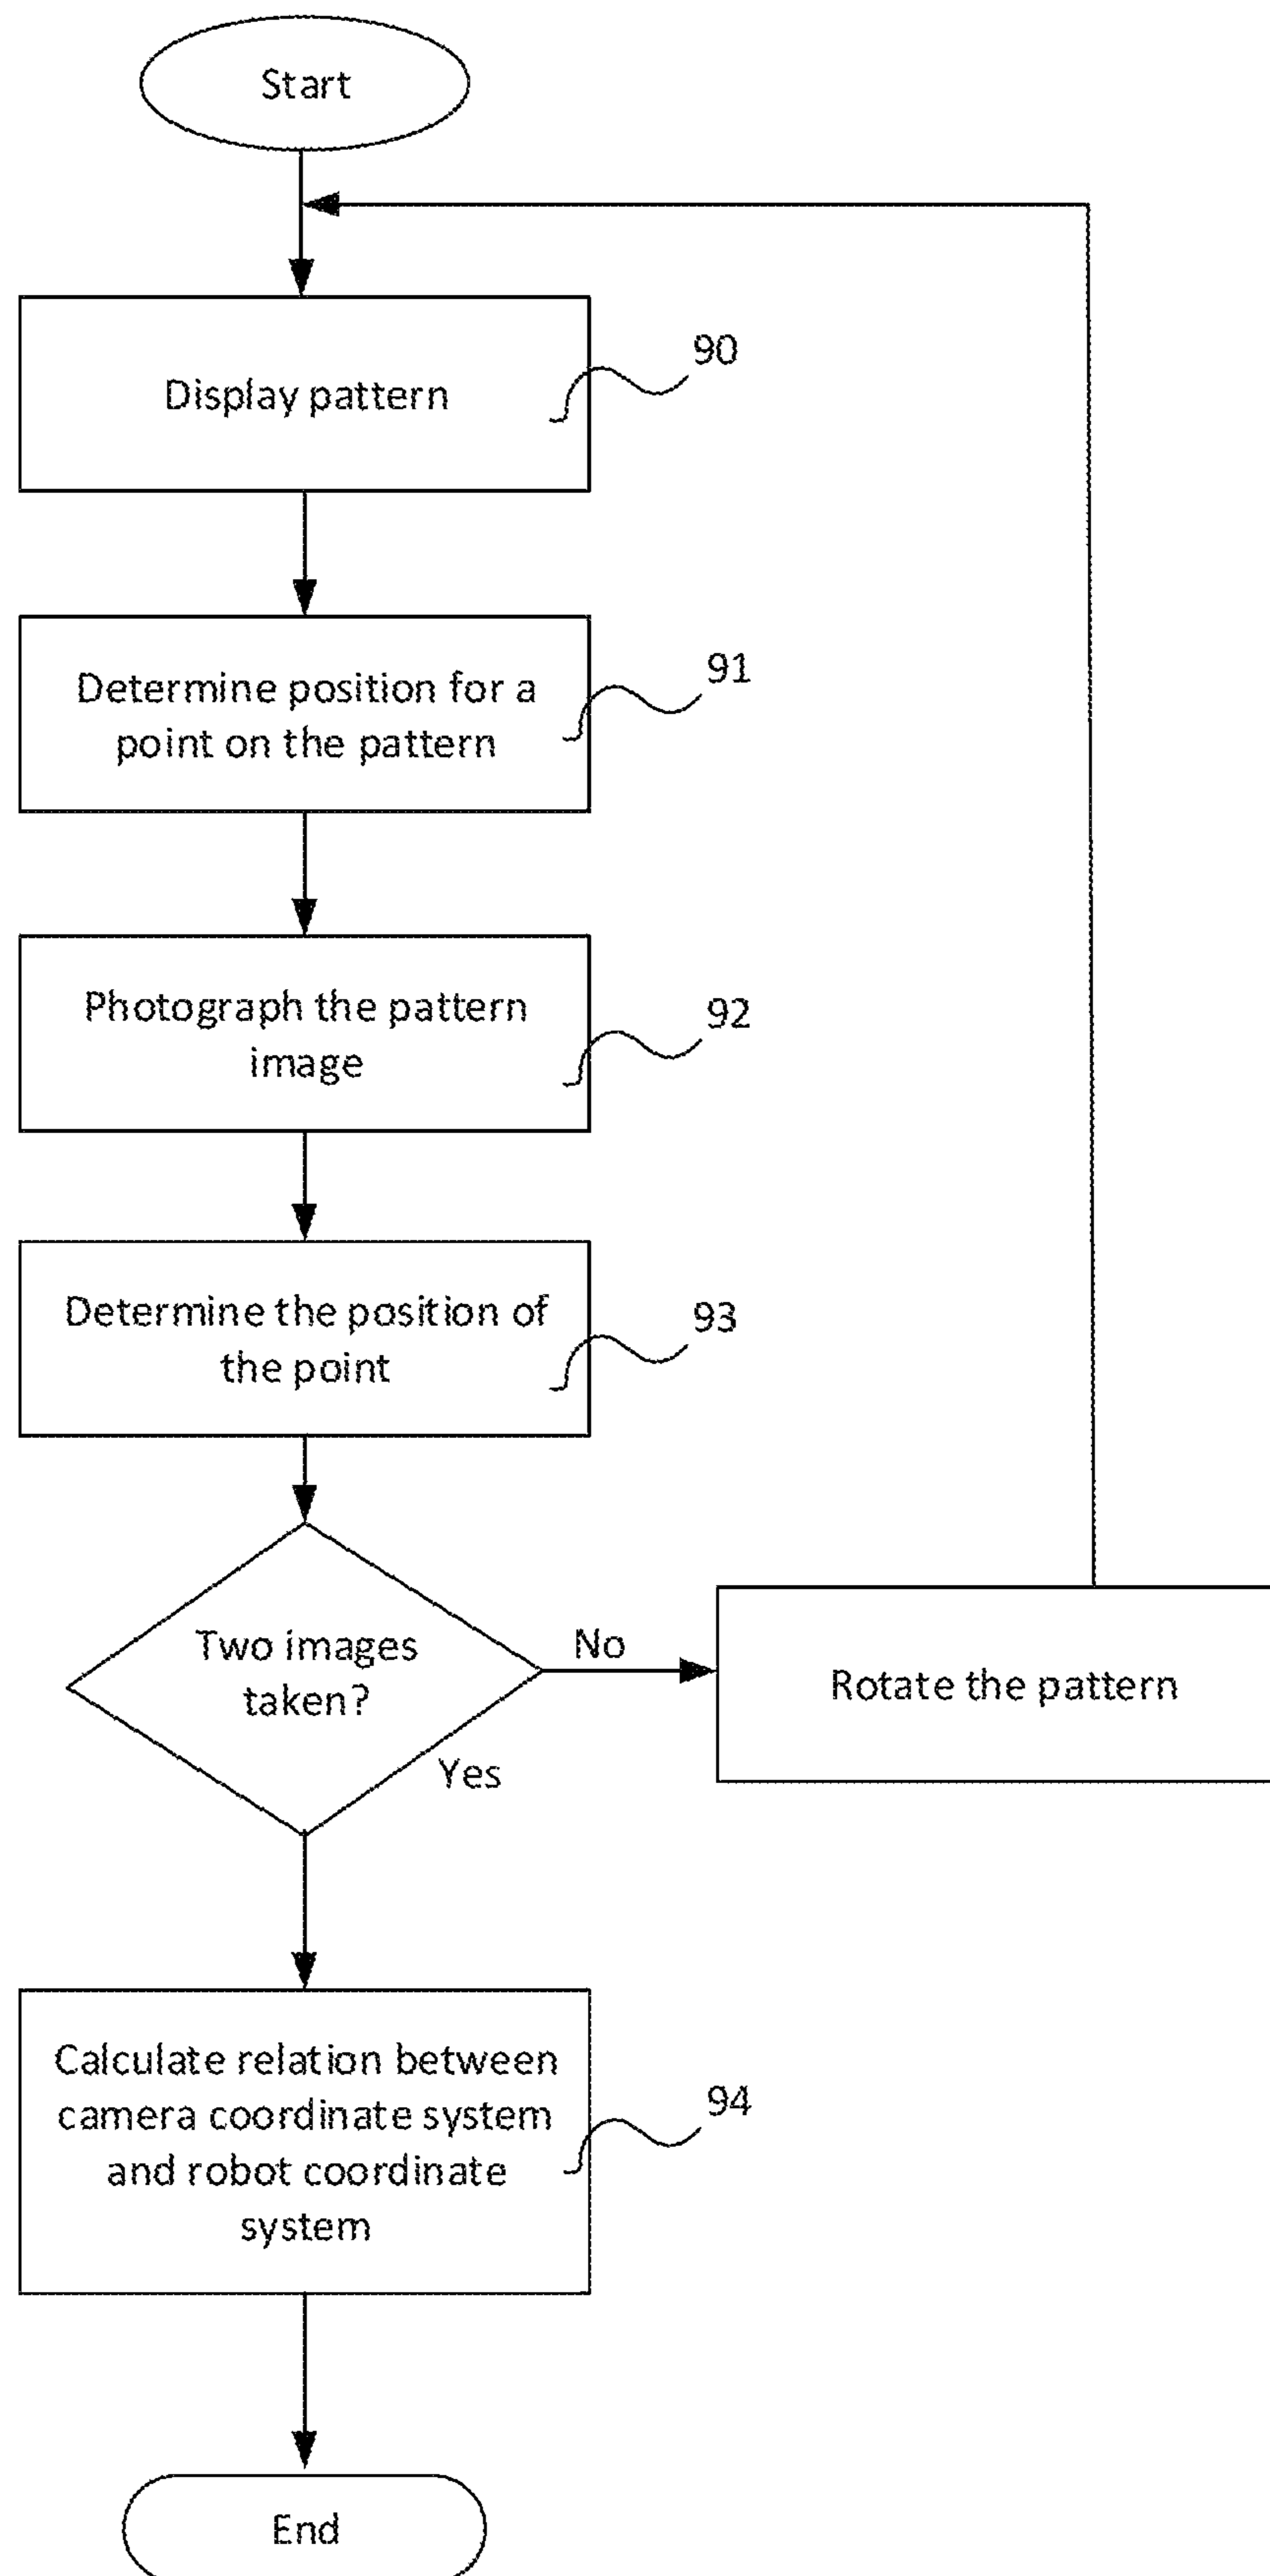 Start
Display pattern
90
Determine position for a
point on the pattern
91
Photograph the pattern
image
92
Determine the position of
the point
93
Two images
taken?
No
Rotate the pattern
Yes
Calculate relation between
camera coordinate system
and robot coordinate
system
94
End